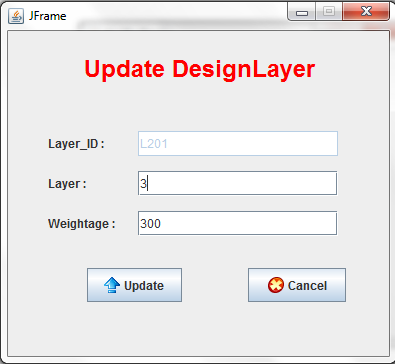 JFrame
Update DesignLayer
Layer_ID : L201
Layer : 3
Weightage : 300
Update Cancel